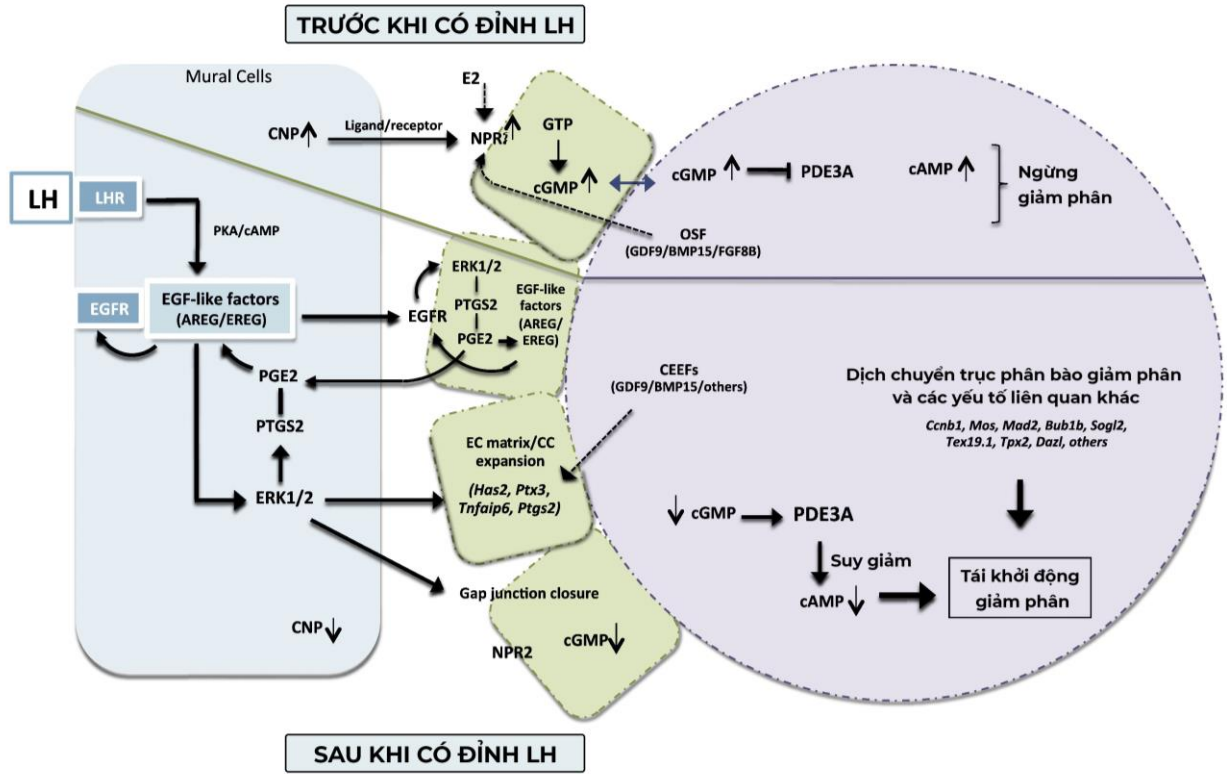 TRƯỚC KHI CÓ ĐỈNH LH
Mural Cells
E2
CNP
Ligand/receptor
NPR2
GTP
cGMP
cGMP
PDE3A
cAMP
Ngừng
giảm phân
OSF
(GDF9/BMP15/FGF8B)
LH
LHR
PKA/cAMP
EGFR
EGF-like factors
(AREG/EREG)
EGFR
ERK1/2
PTGS2
PGE2
EGF-like
factors
(AREG/
EREG)
PGE2
PTGS2
ERK1/2
CEEFs
(GDF9/BMP15/others)
EC matrix/CC
expansion
(Has2, Ptx3,
Tnfaip6, Ptgs2)
Dịch chuyển trục phân bào giảm phân
và các yếu tố liên quan khác
Ccnb1, Mos, Mad2, Bub1b, Sogl2,
Tex19.1, Tpx2, Dazl, others
cGMP
PDE3A
Suy giảm
cAMP
Tái khởi động
giảm phân
Gap junction closure
CNP
NPR2
cGMP
SAU KHI CÓ ĐỈNH LH